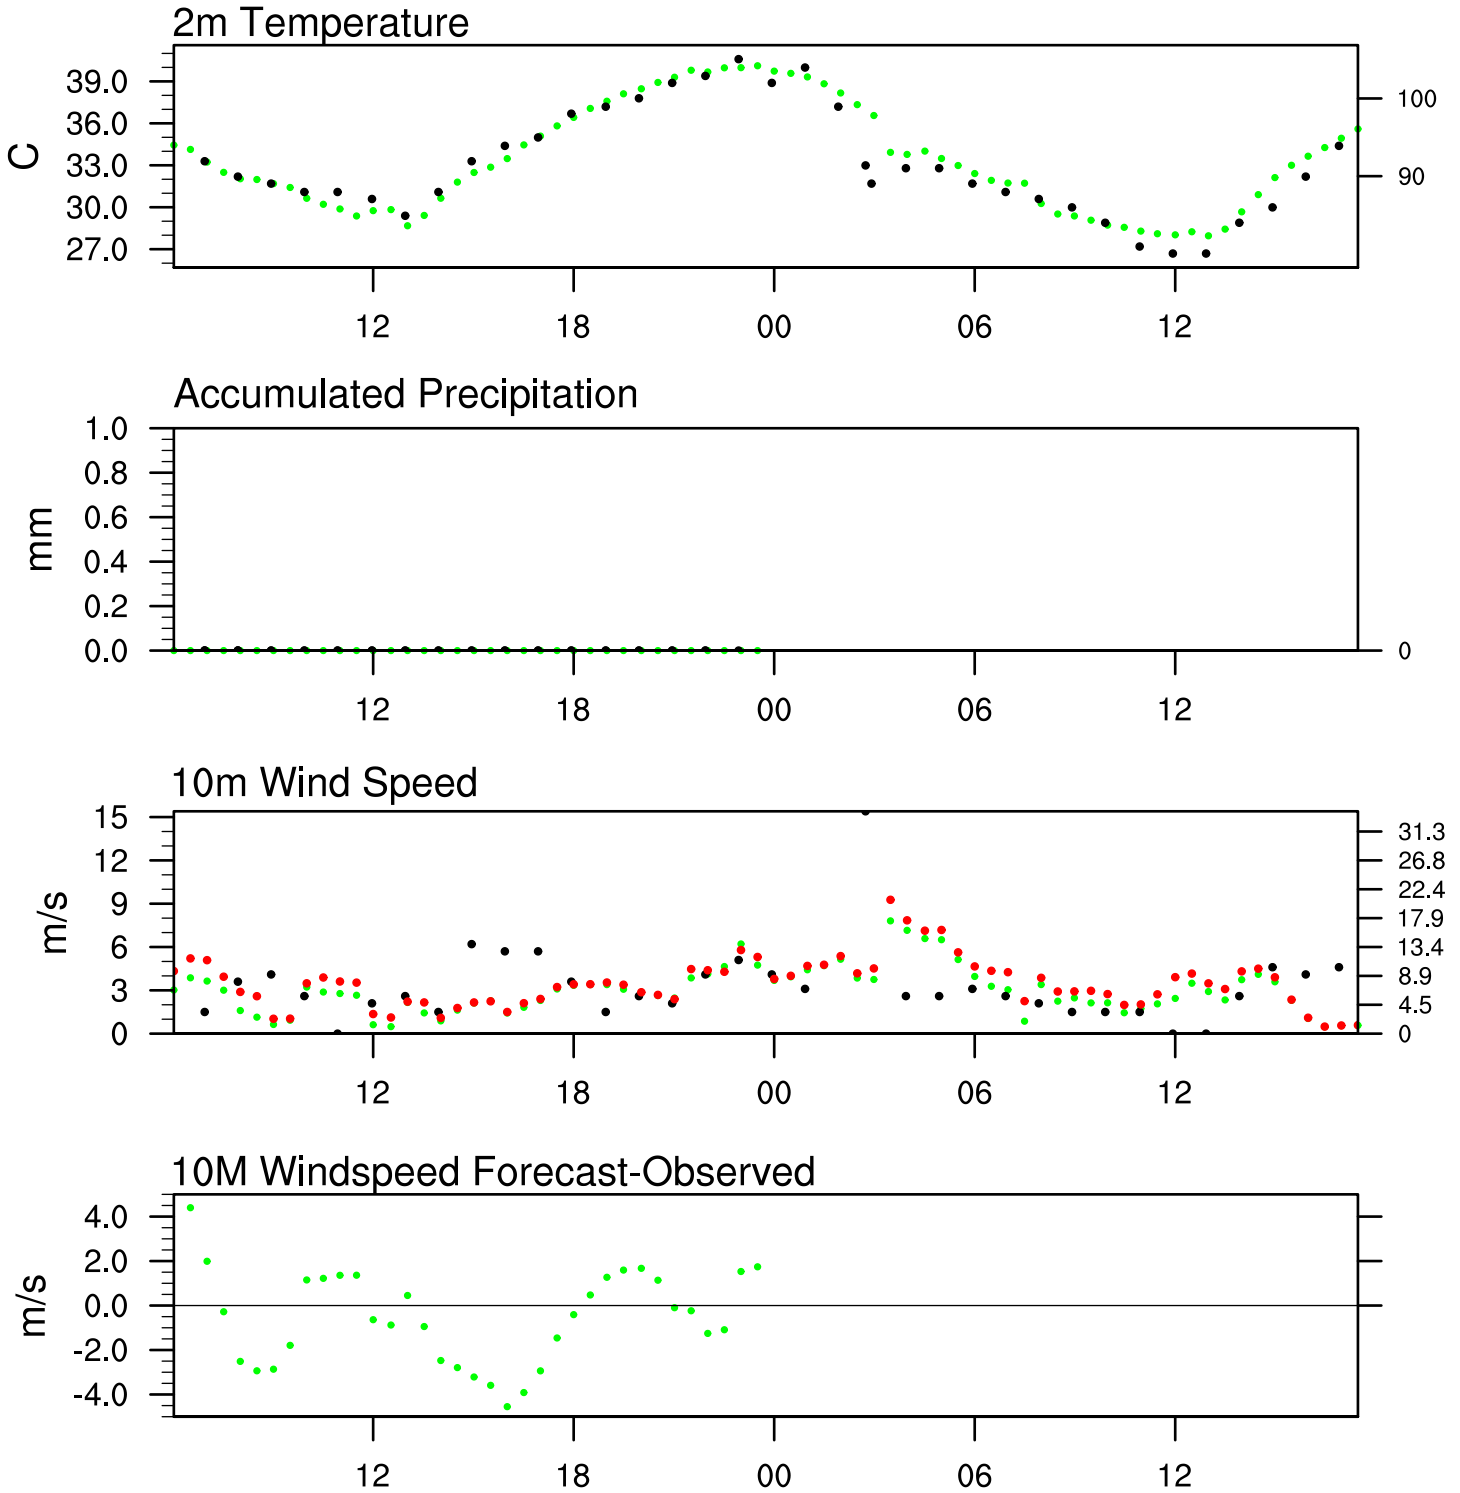 2m Temperature
39.0
36.0
33.0
30.0
27.0
C
100
90
12 18 00 06 12
Accumulated Precipitation
1.0
0.8
0.6
0.4
0.2
0.0
mm
0
12 18 00 06 12
10m Wind Speed
15
12
9
6
3
0
m/s
31.3
26.8
22.4
17.9
13.4
8.9
4.5
0
12 18 00 06 12
10M Windspeed Forecast-Observed
4.0
2.0
0.0
-2.0
-4.0
m/s
12 18 00 06 12